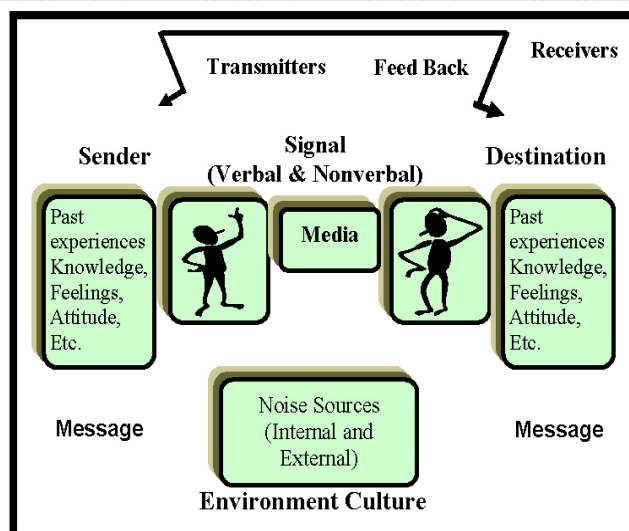 Receivers
Transmitters
Feed Back
Signal
(Verbal & Nonverbal)
Sender
Destination
Past
experiences
Knowledge,
Feelings,
Attitude,
Etc.
Media
Past
experiences
Knowledge,
Feelings,
Attitude,
Etc.
Noise Sources
(Internal and
External)
Message
Message
Environment Culture